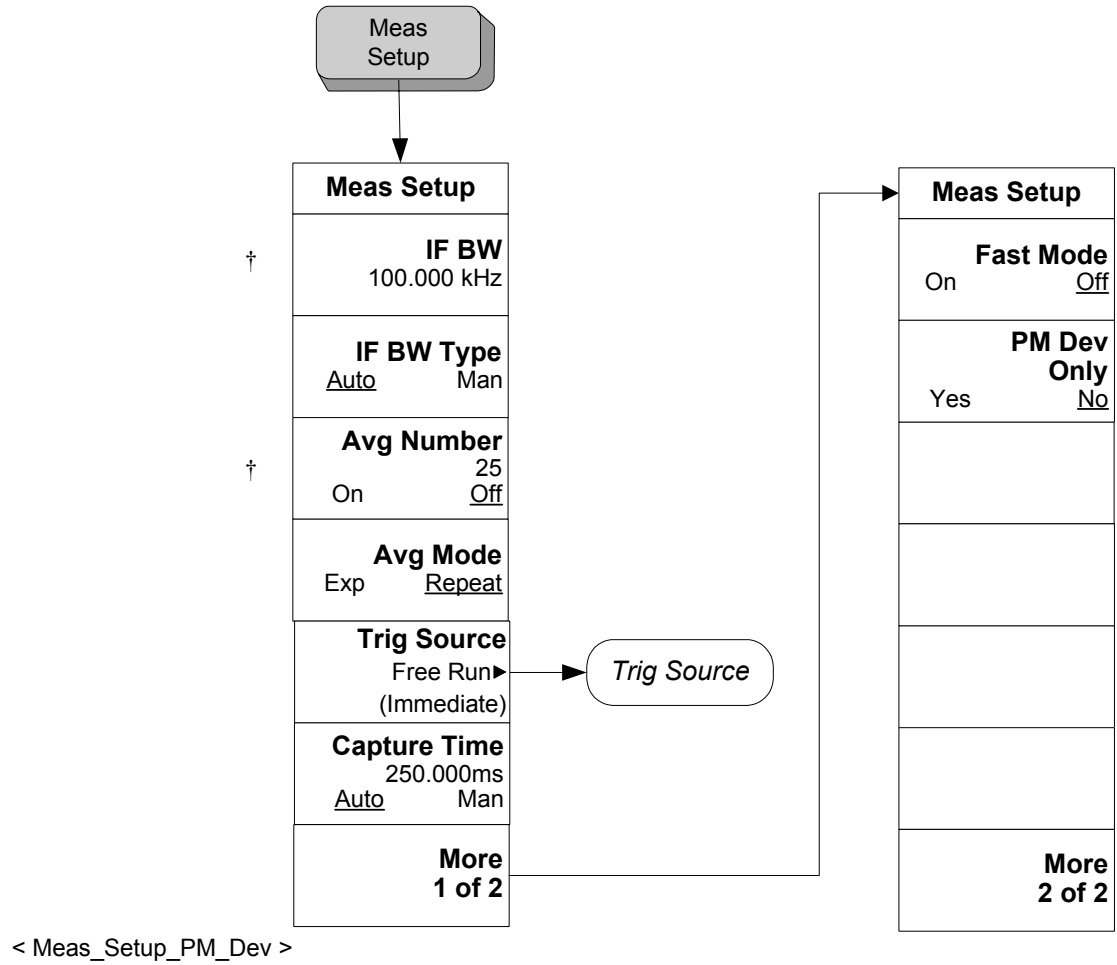 Meas
Setup
Meas Setup
† IF BW
100.000 kHz
IF BW Type
Auto Man
† Avg Number
25
On Off
Avg Mode
Exp Repeat
Trig Source
Free Run►
(Immediate)
Trig Source
Capture Time
250.000ms
Auto Man
More
1 of 2
Meas Setup
Fast Mode
On Off
PM Dev
Only
Yes No
More
2 of 2
< Meas_Setup_PM_Dev >